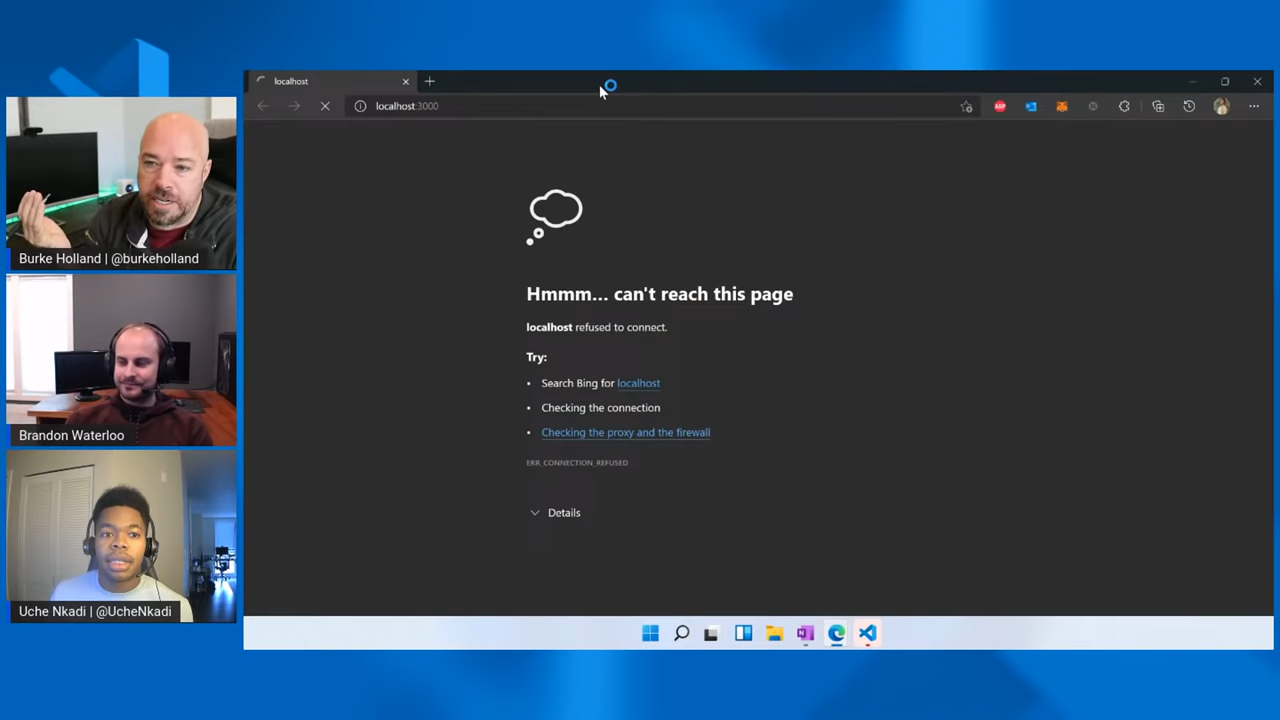 localhost
localhost:3000
ABP
Burke Holland | @burkeholland
Brandon Waterloo
Uche Nkadi | @UcheNkadi
Hmmm... can't reach this page
localhost refused to connect.
Try:
• Search Bing for localhost
• Checking the connection
• Checking the proxy and the firewall
ERR_CONNECTION_REFUSED
Details
N